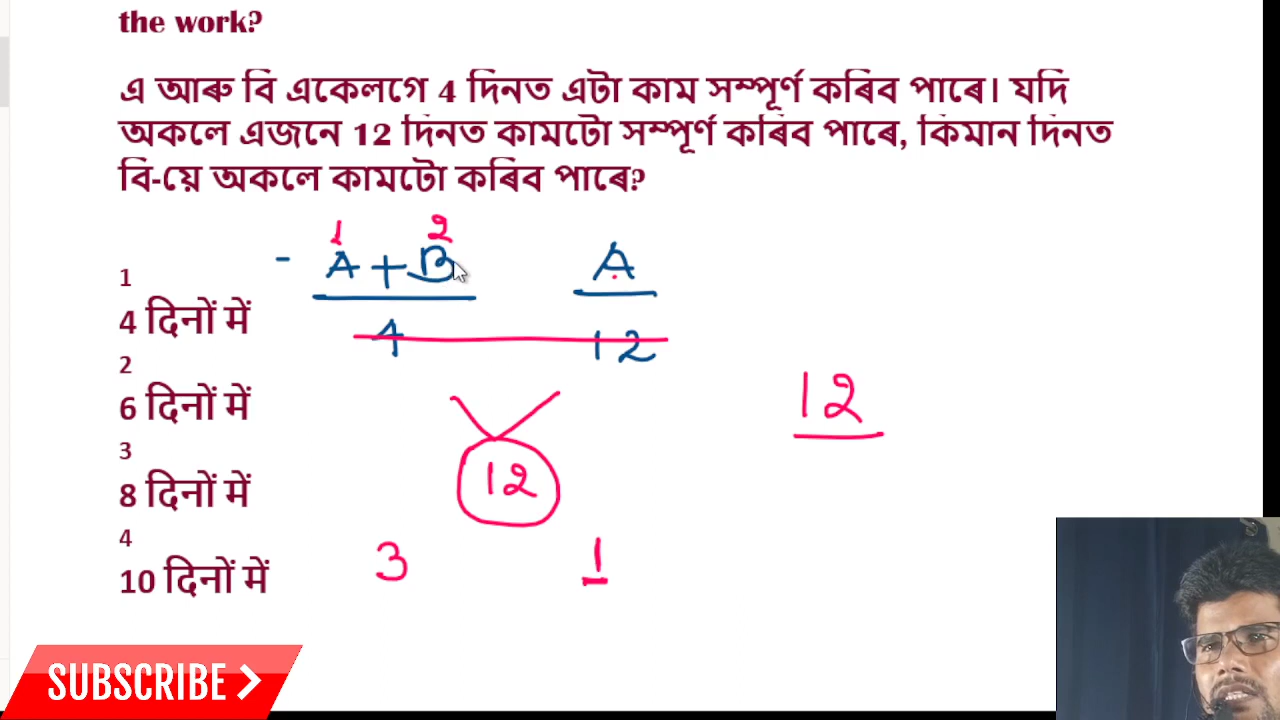 the work?
এ আৰু বি একেলগে 4 দিনত এটা কাম সম্পূৰ্ণ কৰিব পাৰে। যদি
অকলে এজনে 12 দিনত কামটো সম্পূৰ্ণ কৰিব পাৰে, কিমান দিনত
বি-য়ে অকলে কামটো কৰিব পাৰে?
1 2
- A + B A
1
4 दिनों में
4 12
2
6 दिनों में
12
3
8 दिनों में
12
4
10 दिनों में
3 1
SUBSCRIBE